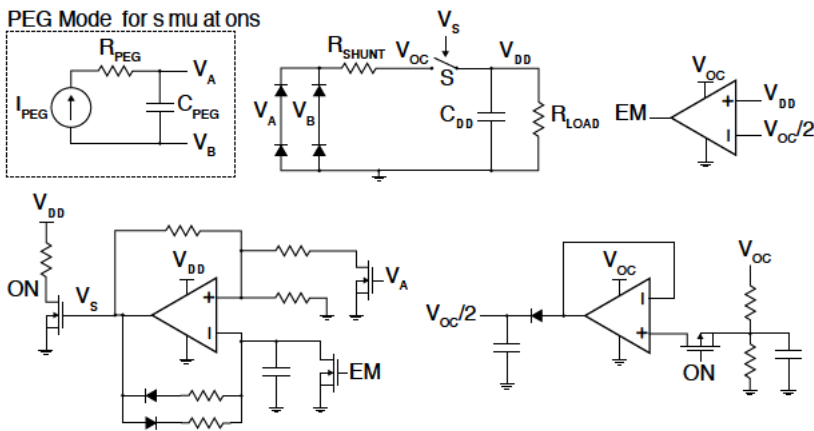 PEG Mode for s mu at ons
R_PEG
V_A
I_PEG
C_PEG
V_B
R_SHUNT
V_OC
V_S
V_DD
S
V_A
V_B
C_DD
R_LOAD
V_OC
EM
+
V_DD
I
V_OC/2
V_DD
ON
V_S
V_DD
+
I
V_A
EM
V_OC/2
V_OC
I
+
ON
V_OC